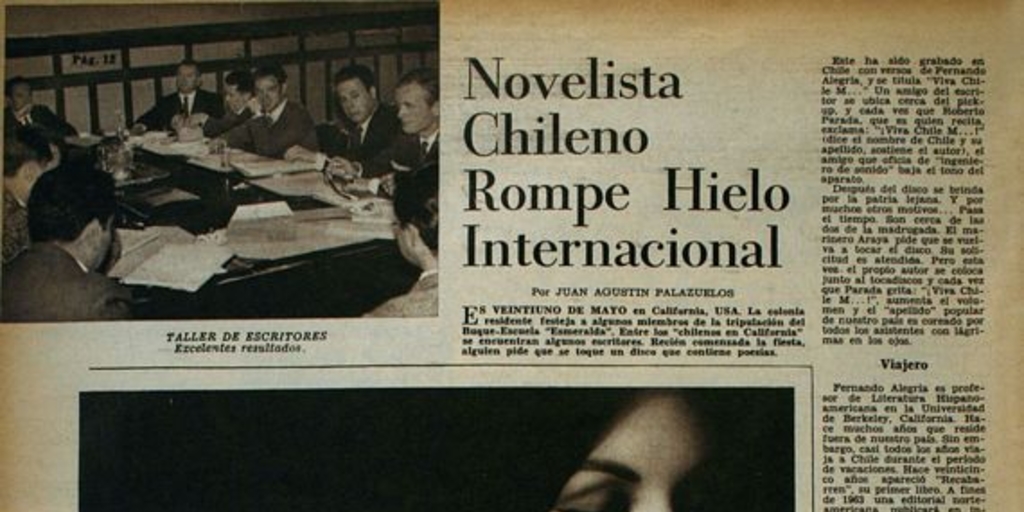 Pág. 12
TALLER DE ESCRITORES
Excelentes resultados.
Novelista
Chileno
Rompe Hielo
Internacional
Por JUAN AGUSTIN PALAZUELOS
ES VEINTIUNO DE MAYO en California, USA. La colonia
residente festeja a algunos miembros de la tripulación del
Buque-Escuela "Esmeralda". Entre los "chilenos en California"
se encuentran algunos escritores. Recién comenzada la fiesta,
alguien pide que se toque un disco que contiene poesías.
Este ha sido grabado en
Chile con versos de Fernando
Alegría, y se titula "Viva Chi-
le M..." Un amigo del escri-
tor se ubica cerca del pick-
up, y cada vez que Roberto
Parada, que es quien recita,
exclama: "¡Viva Chile M...!"
(dice el nombre de Chile y su
apellido, sostiene el autor), el
amigo que oficia de "ingenie-
ro de sonido" baja el tono del
aparato.
Después del disco se brinda
por la patria lejana. Y por
muchos otros motivos... Pasa
el tiempo. Son cerca de las
dos de la madrugada. El ma-
rinero Araya pide que se vuel-
va a tocar el disco. Su soli-
citud es atendida. Pero esta
vez el propio autor se coloca
junto al tocadiscos y cada vez
que Parada grita: "¡Viva Chi-
le M...!", aumenta el volu-
men y el "apellido" popular
de nuestro país es coreado por
todos los asistentes con lágri-
mas en los ojos.
Viajero
Fernando Alegría es profe-
sor de Literatura Hispano-
americana en la Universidad
de Berkeley, California. Ha-
ce muchos años que reside
fuera de nuestro país. Sin em-
bargo, casi todos los años via-
ja a Chile durante el período
de vacaciones. Hace veinticin-
co años apareció "Recaba-
rren", su primer libro. A fines
de 1963 una editorial norte-
americana publicará en